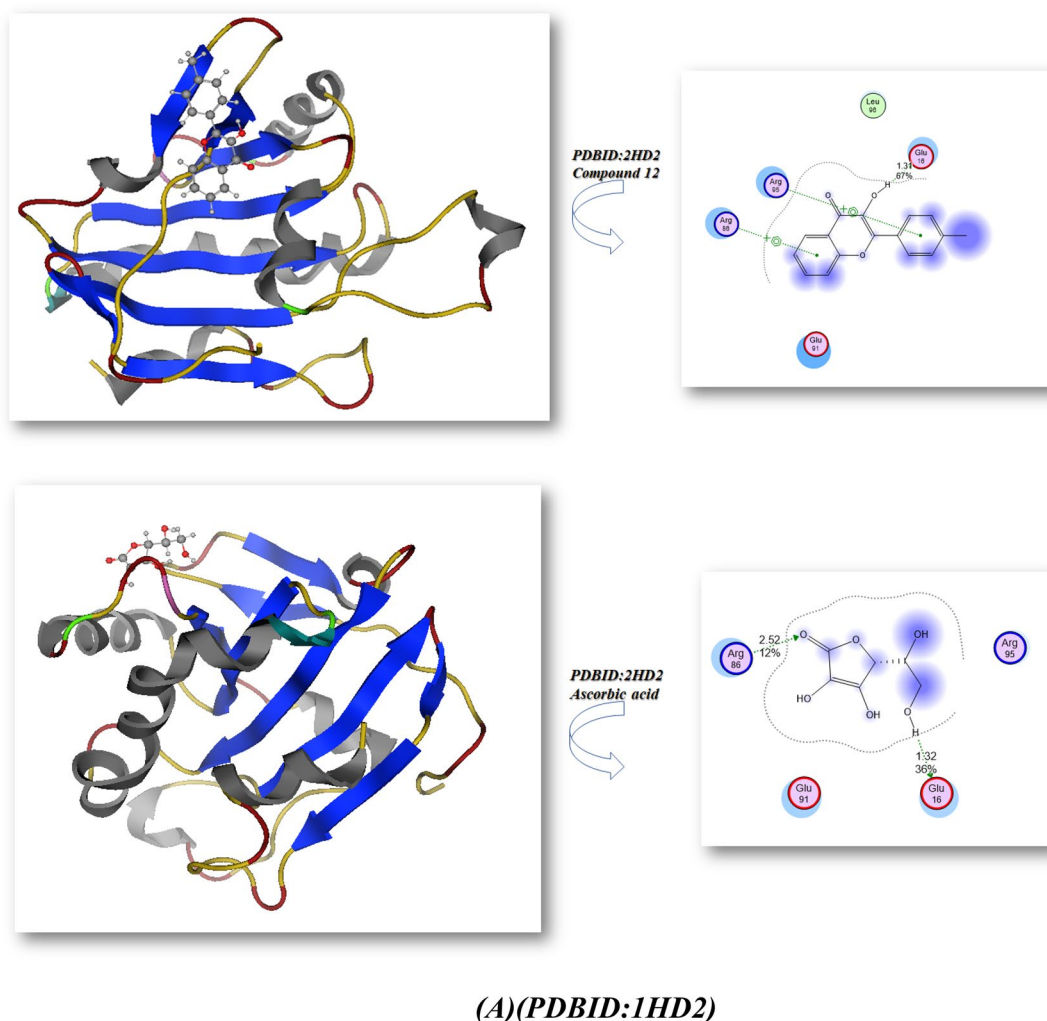 Leu
98
Glu
16
1.31
67%
Arg
95
H
O
O
Arg
86
O
Glu
91
PDBID:2HD2
Compound 12
2.52
12%
Arg
86
O
O
OH
Arg
95
HO
OH
O
H
1.32
36%
Glu
91
Glu
16
PDBID:2HD2
Ascorbic acid
(A)(PDBID:1HD2)